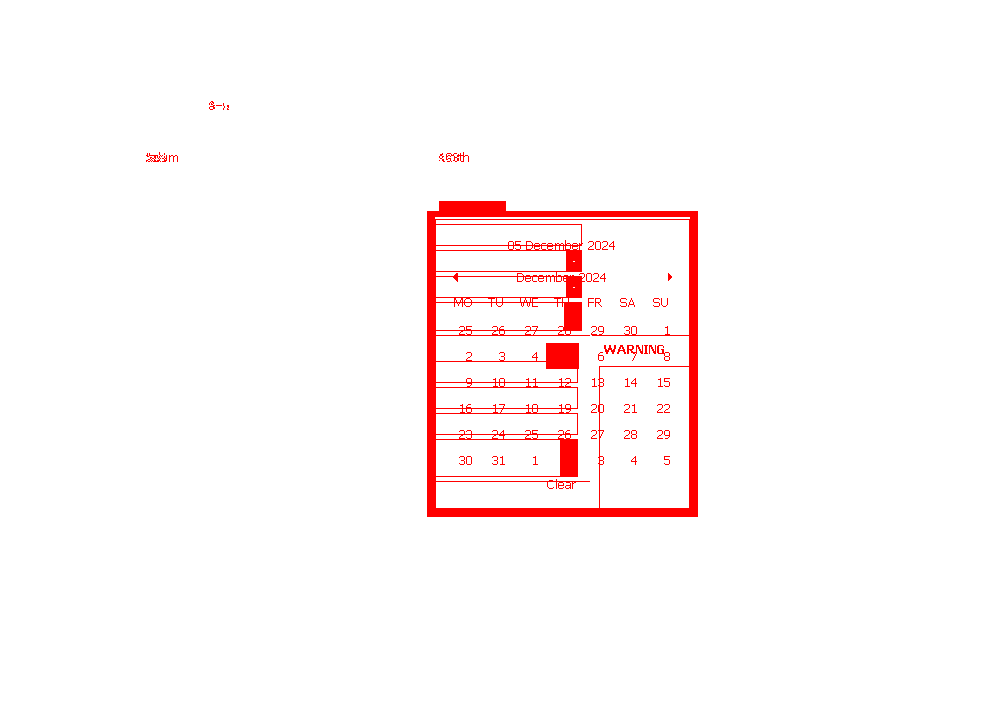 05 December 2024
December 2024
MO TU WE TH FR SA SU
25 26 27 28 29 30 1
WARNING
2 3 4 6 7 8
9 10 11 12 13 14 15
16 17 18 19 20 21 22
23 24 25 26 27 28 29
30 31 1 3 4 5
Clear